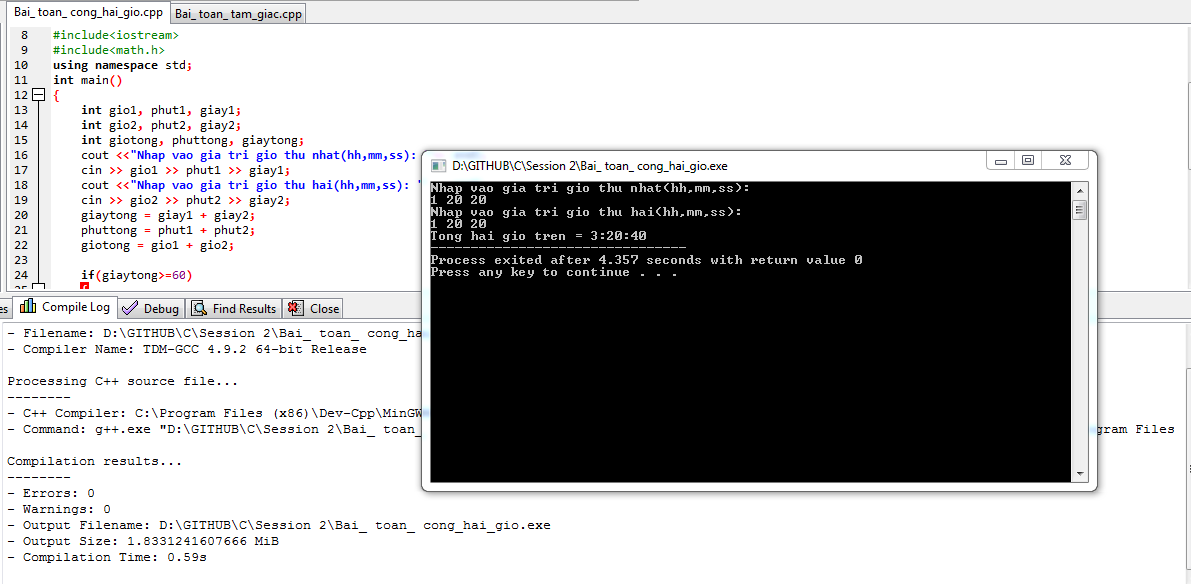 Bai_ toan_ cong_hai_gio.cpp Bai_ toan_ tam_giac.cpp
8 #include<iostream>
9 #include<math.h>
10 using namespace std;
11 int main()
12 {
13 int gio1, phut1, giay1;
14 int gio2, phut2, giay2;
15 int giotong, phuttong, giaytong;
16 cout <<"Nhap vao gia tri gio thu nhat(hh,mm,ss):
17 cin >> gio1 >> phut1 >> giay1;
18 cout <<"Nhap vao gia tri gio thu hai(hh,mm,ss): "
19 cin >> gio2 >> phut2 >> giay2;
20 giaytong = giay1 + giay2;
21 phuttong = phut1 + phut2;
22 giotong = gio1 + gio2;
23
24 if(giaytong>=60)
25 {
D:\GITHUB\C\Session 2\Bai_ toan_ cong_hai_gio.exe
Nhap vao gia tri gio thu nhat(hh,mm,ss):
1 20 20
Nhap vao gia tri gio thu hai(hh,mm,ss):
1 20 20
Tong hai gio tren = 3:20:40
--------------------------------
Process exited after 4.357 seconds with return value 0
Press any key to continue . . .
es Compile Log Debug Find Results Close
- Filename: D:\GITHUB\C\Session 2\Bai_ toan_ cong_ha
- Compiler Name: TDM-GCC 4.9.2 64-bit Release
Processing C++ source file...
--------
- C++ Compiler: C:\Program Files (x86)\Dev-Cpp\MinGW
- Command: g++.exe "D:\GITHUB\C\Session 2\Bai_ toan_ gram Files
Compilation results...
--------
- Errors: 0
- Warnings: 0
- Output Filename: D:\GITHUB\C\Session 2\Bai_ toan_ cong_hai_gio.exe
- Output Size: 1.8331241607666 MiB
- Compilation Time: 0.59s